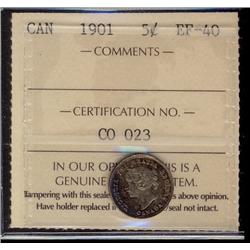 CAN 1901 5¢ EF-40
— COMMENTS —
— CERTIFICATION NO. —
CO 023
IN OUR OP IS IS A
GENUINE TEM.
Tampering with this seale s above opinion.
Have holder replaced i seal not intact.